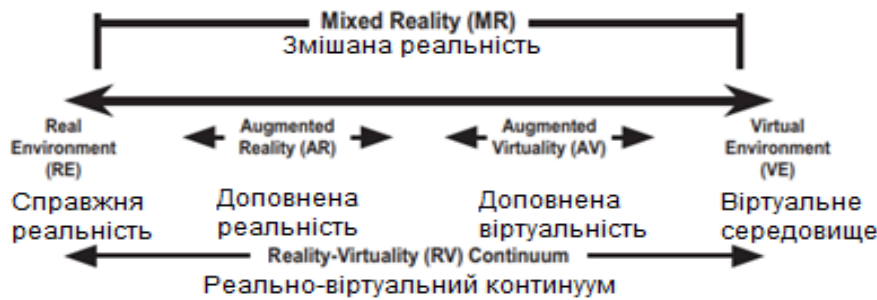 Mixed Reality (MR)
Змішана реальність
Real
Environment
(RE)
Augmented
Reality (AR)
Augmented
Virtuality (AV)
Virtual
Environment
(VE)
Справжня
реальність
Доповнена
реальність
Доповнена
віртуальність
Віртуальне
середовище
Reality-Virtuality (RV) Continuum
Реально-віртуальний континуум